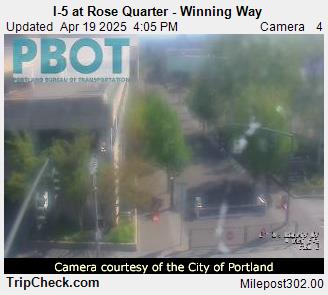 I-5 at Rose Quarter - Winning Way
Updated Apr 19 2025 4:05 PM Camera 4
PBOT
PORTLAND BUREAU OF TRANSPORTATION
Camera courtesy of the City of Portland
TripCheck.com Milepost302.00